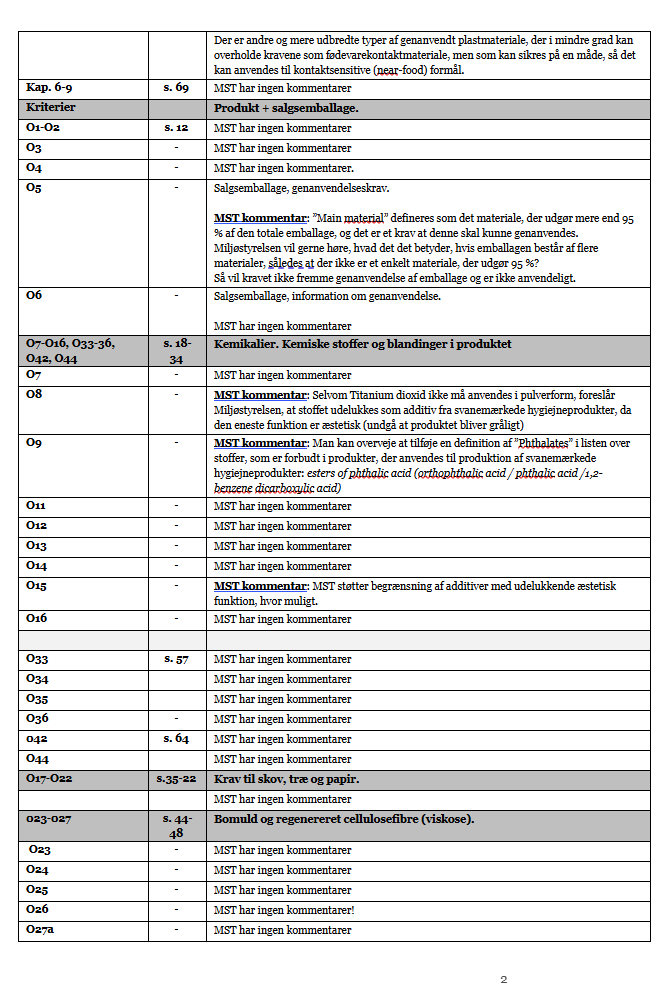 Der er andre og mere udbredte typer af genanvendt plastmateriale, der i mindre grad kan
overholde kravene som fødevarekontaktmateriale, men som kan sikres på en måde, så det
kan anvendes til kontaktsensitive (near-food) formål.
Kap. 6-9 s. 69 MST har ingen kommentarer
Kriterier Produkt + salgsemballage.
O1-O2 s. 12 MST har ingen kommentarer
O3 - MST har ingen kommentarer
O4 - MST har ingen kommentarer.
O5 - Salgsemballage, genanvendelseskrav.
MST kommentar: ”Main material” defineres som det materiale, der udgør mere end 95
% af den totale emballage, og det er et krav at denne skal kunne genanvendes.
Miljøstyrelsen vil gerne høre, hvad det det betyder, hvis emballagen består af flere
materialer, således at der ikke er et enkelt materiale, der udgør 95 %?
Så vil kravet ikke fremme genanvendelse af emballage og er ikke anvendeligt.
O6 - Salgsemballage, information om genanvendelse.
MST har ingen kommentarer
O7-O16, O33-36, s. 18- Kemikalier. Kemiske stoffer og blandinger i produktet
O42, O44 34
O7 - MST har ingen kommentarer
O8 - MST kommentar: Selvom Titanium dioxid ikke må anvendes i pulverform, foreslår
Miljøstyrelsen, at stoffet udelukkes som additiv fra svanemærkede hygiejneprodukter, da
den eneste funktion er æstetisk (undgå at produktet bliver gråligt)
O9 - MST kommentar: Man kan overveje at tilføje en definition af ”Phthalates” i listen over
stoffer, som er forbudt i produkter, der anvendes til produktion af svanemærkede
hygiejneprodukter: esters of phthalic acid (orthophthalic acid / phthalic acid /1,2-
benzene dicarboxylic acid)
O11 - MST har ingen kommentarer
O12 - MST har ingen kommentarer
O13 - MST har ingen kommentarer
O14 - MST har ingen kommentarer
O15 - MST kommentar: MST støtter begrænsning af additiver med udelukkende æstetisk
funktion, hvor muligt.
O16 - MST har ingen kommentarer
O33 s. 57 MST har ingen kommentarer
O34 MST har ingen kommentarer
O35 MST har ingen kommentarer
O36 - MST har ingen kommentarer
042 s. 64 MST har ingen kommentarer
O44 MST har ingen kommentarer
O17-O22 s.35-22 Krav til skov, træ og papir.
MST har ingen kommentarer
023-027 s. 44- Bomuld og regenereret cellulosefibre (viskose).
48
O23 - MST har ingen kommentarer
O24 - MST har ingen kommentarer
O25 - MST har ingen kommentarer
O26 - MST har ingen kommentarer!
O27a - MST har ingen kommentarer
2